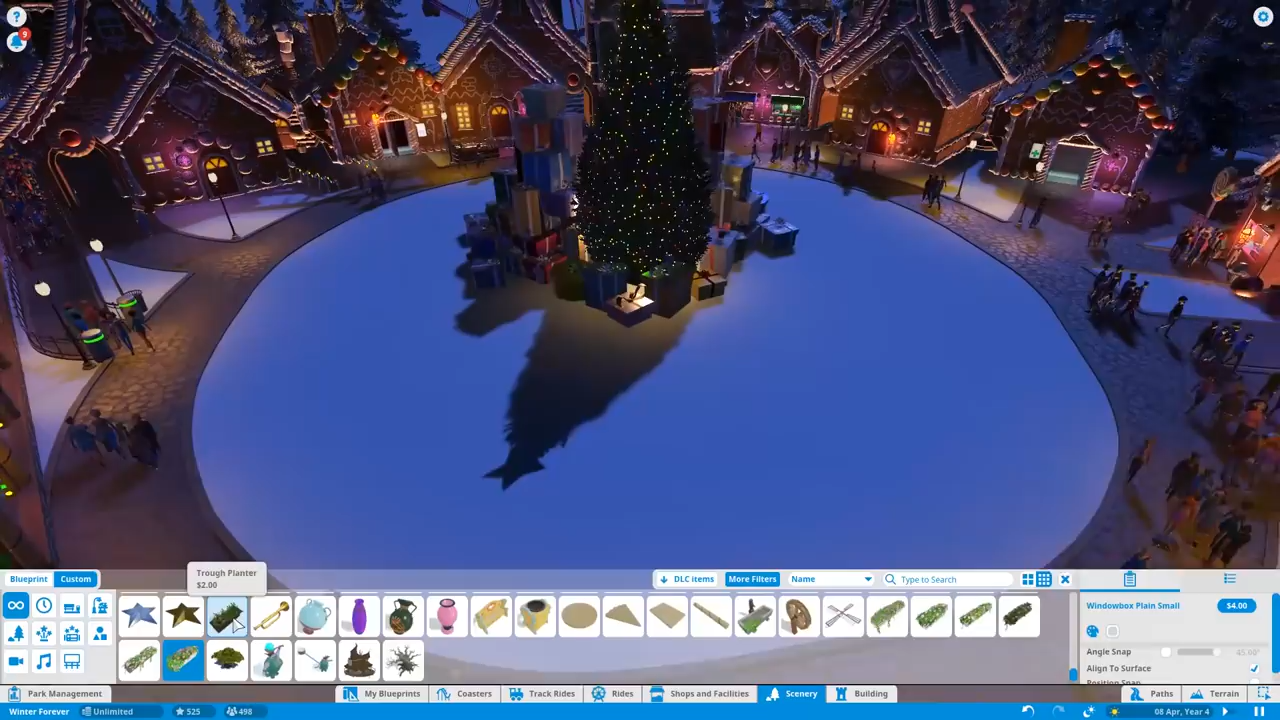 ?
9
Trough Planter
$2.00
Blueprint
Custom
DLC items
More Filters
Name
Type to Search
Windowbox Plain Small
$4.00
Angle Snap
45.00°
Align To Surface
Park Management
My Blueprints
Coasters
Track Rides
Rides
Shops and Facilities
Scenery
Building
Paths
Terrain
Winter Forever
Unlimited
525
498
08 Apr, Year 4